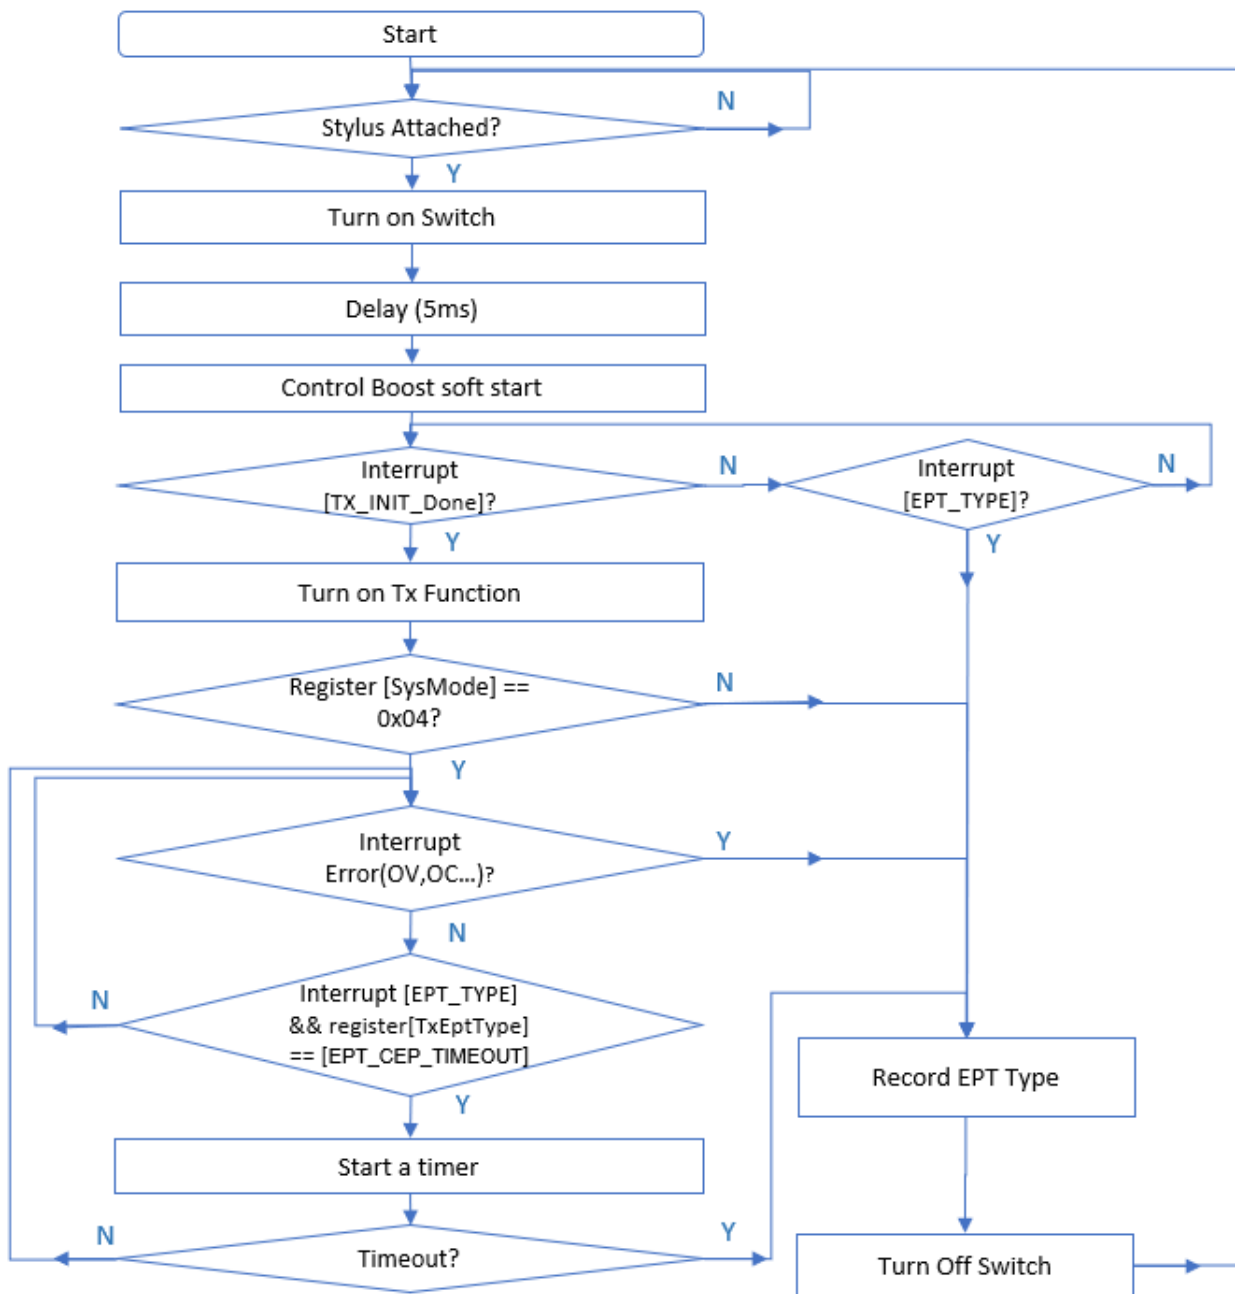 Start
N
Stylus Attached?
Y
Turn on Switch
Delay (5ms)
Control Boost soft start
Interrupt
[TX_INIT_Done]?
N
Interrupt
[EPT_TYPE]?
N
Y
Y
Turn on Tx Function
Register [SysMode] ==
0x04?
N
Y
Interrupt
Error(OV,OC...)?
Y
N
Interrupt [EPT_TYPE]
&& register[TxEptType]
== [EPT_CEP_TIMEOUT]
N
Y
Record EPT Type
Start a timer
N
Timeout?
Y
Turn Off Switch